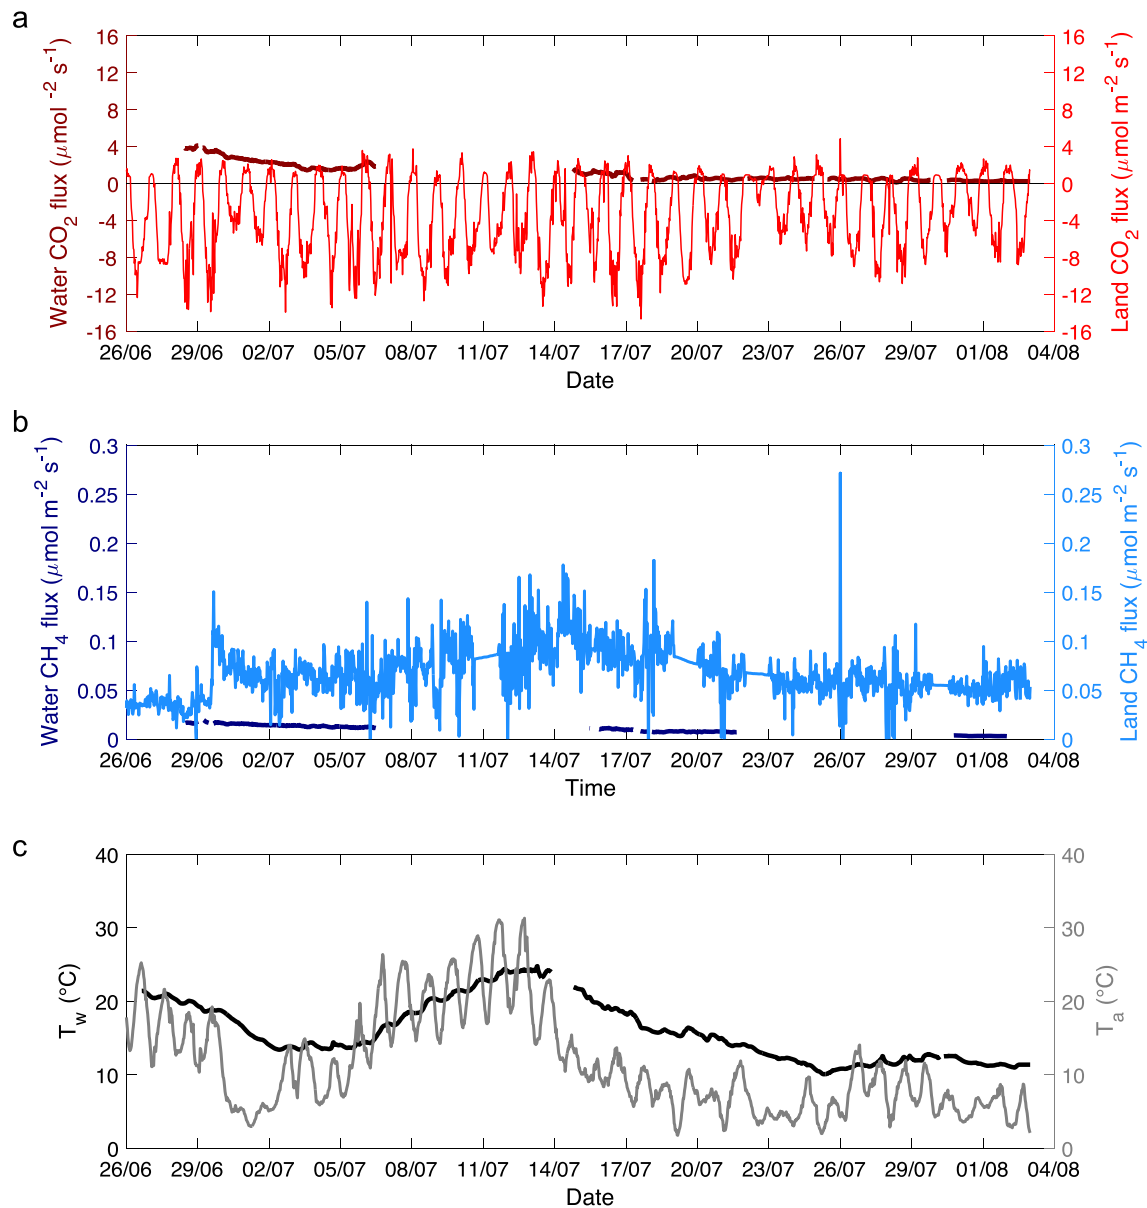 a
Water CO2 flux (μmol -2 s-1)
16
12
8
4
0
-4
-8
-12
-16
16
12
8
4
0
-4
-8
-12
-16
Land CO2 flux (μmol m-2 s-1)
26/06 29/06 02/07 05/07 08/07 11/07 14/07 17/07 20/07 23/07 26/07 29/07 01/08 04/08
Date
b
Water CH4 flux (μmol m-2 s-1)
0.3
0.25
0.2
0.15
0.1
0.05
0
0.3
0.25
0.2
0.15
0.1
0.05
0
Land CH4 flux (μmol m-2 s-1)
26/06 29/06 02/07 05/07 08/07 11/07 14/07 17/07 20/07 23/07 26/07 29/07 01/08 04/08
Time
c
Tw (°C)
40
30
20
10
0
40
30
20
10
0
Ta (°C)
26/06 29/06 02/07 05/07 08/07 11/07 14/07 17/07 20/07 23/07 26/07 29/07 01/08 04/08
Date